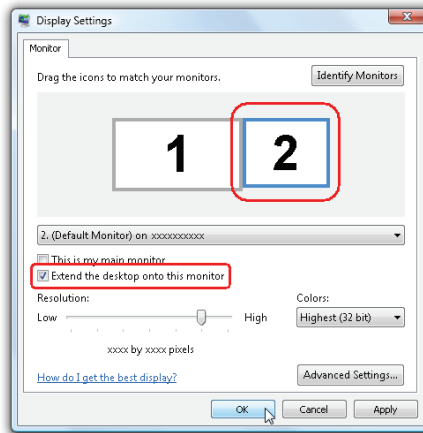 Display Settings
Monitor
Drag the icons to match your monitors.
Identify Monitors
1
2
2. (Default Monitor) on xxxxxxxxxx
This is my main monitor
Extend the desktop onto this monitor
Resolution:
Colors:
Low
High
Highest (32 bit)
xxxx by xxxx pixels
How do I get the best display?
Advanced Settings...
OK
Cancel
Apply